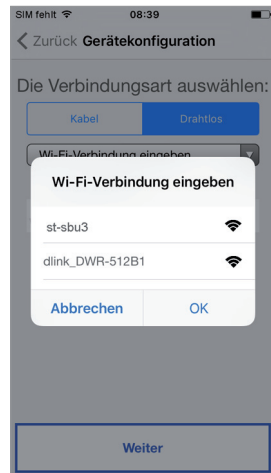 SIM fehlt 08:39
Zurück Gerätekonfiguration
Die Verbindungsart auswählen:
Kabel Drahtlos
Wi-Fi-Verbindung eingeben
Wi-Fi-Verbindung eingeben
st-sbu3
dlink_DWR-512B1
Abbrechen OK
Weiter